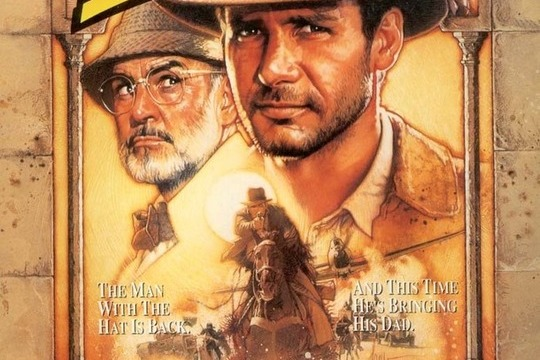 THE MAN
WITH THE
HAT IS BACK.
AND THIS TIME
HE'S BRINGING
HIS DAD.